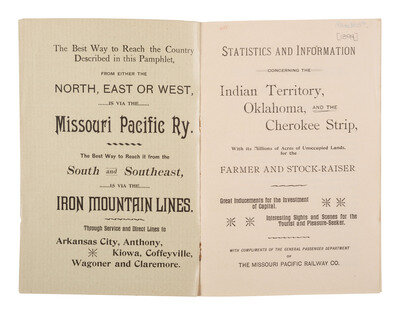 The Best Way to Reach the Country
Described in this Pamphlet,
FROM EITHER THE
NORTH, EAST OR WEST,
......IS VIA THE......
Missouri Pacific Ry.
The Best Way to Reach it from the
South and Southeast,
......IS VIA THE......
IRON MOUNTAIN LINES.
Through Service and Direct Lines to
Arkansas City, Anthony,
Kiowa, Coffeyville,
Wagoner and Claremore.
[1894]
STATISTICS AND INFORMATION
CONCERNING THE
Indian Territory,
Oklahoma, AND THE
Cherokee Strip,
With its Millions of Acres of Unoccupied Lands,
for the
FARMER AND STOCK-RAISER
Great Inducements for the Investment
of Capital.
Interesting Sights and Scenes for the
Tourist and Pleasure-Seeker.
WITH COMPLIMENTS OF THE GENERAL PASSENGER DEPARTMENT
OF
THE MISSOURI PACIFIC RAILWAY CO.